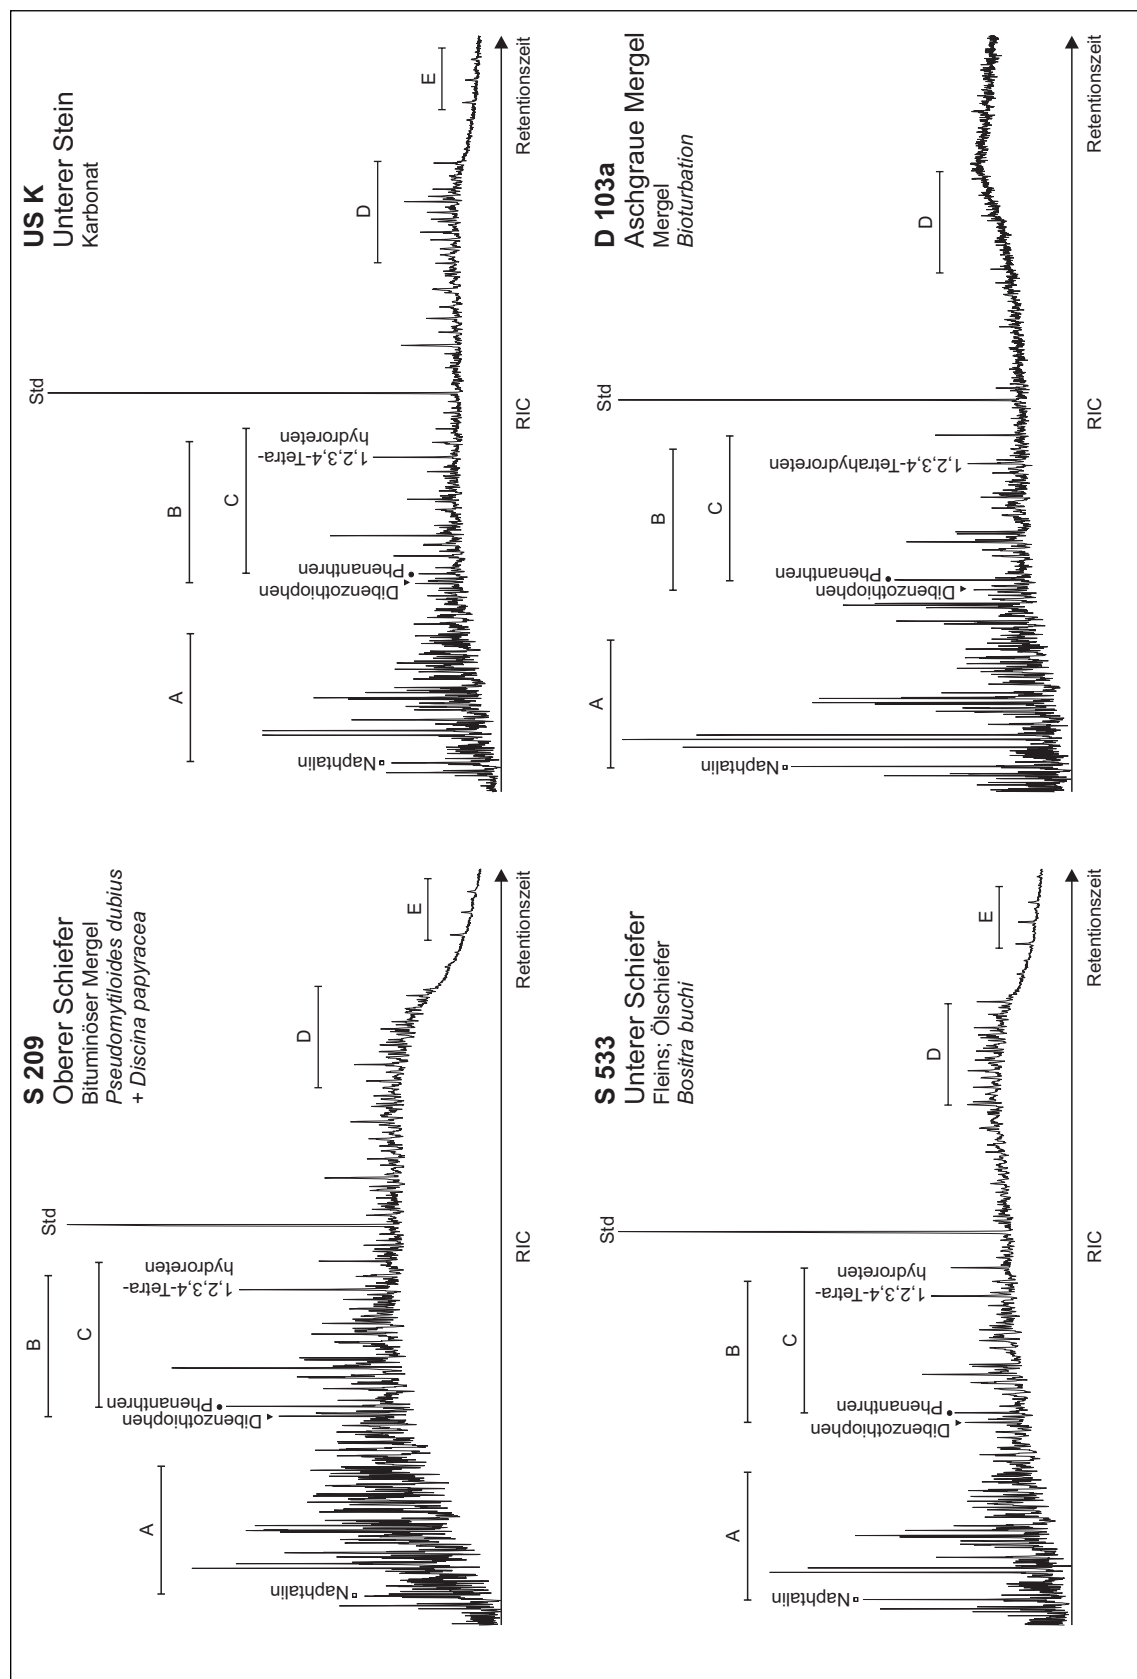 S 209
Oberer Schiefer
Bituminöser Mergel
Pseudomytiloides dubius
+ Discina papyracea
Std
A
B
C
D
E
Naphtalin
Dibenzothiophen
Phenanthren
1,2,3,4-Tetra-
hydroreten
RIC
Retentionszeit
US K
Unterer Stein
Karbonat
Std
A
B
C
D
E
Naphtalin
Dibenzothiophen
Phenanthren
1,2,3,4-Tetra-
hydroreten
RIC
Retentionszeit
S 533
Unterer Schiefer
Fleins; Ölschiefer
Bositra buchi
Std
A
B
C
D
E
Naphtalin
Dibenzothiophen
Phenanthren
1,2,3,4-Tetra-
hydroreten
RIC
Retentionszeit
D 103a
Aschgraue Mergel
Mergel
Bioturbation
Std
A
B
C
D
Naphtalin
Dibenzothiophen
Phenanthren
1,2,3,4-Tetrahydroreten
RIC
Retentionszeit